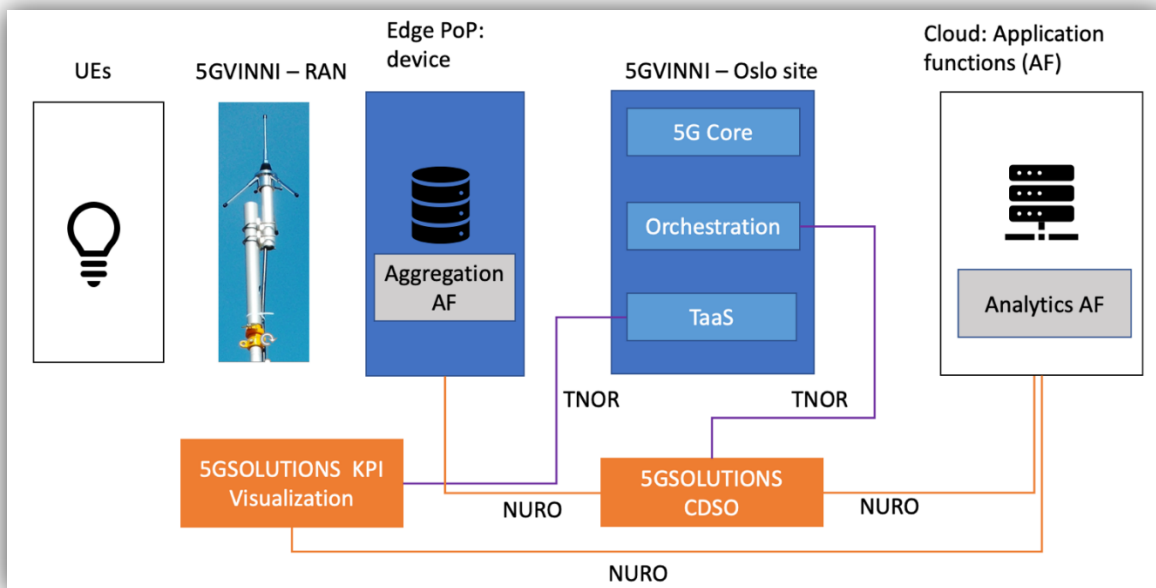 UEs
5GVINNI – RAN
Edge PoP:
device
5GVINNI – Oslo site
Cloud: Application
functions (AF)
5G Core
Orchestration
TaaS
Aggregation
AF
Analytics AF
TNOR
TNOR
5GSOLUTIONS KPI
Visualization
5GSOLUTIONS
CDSO
NURO
NURO
NURO